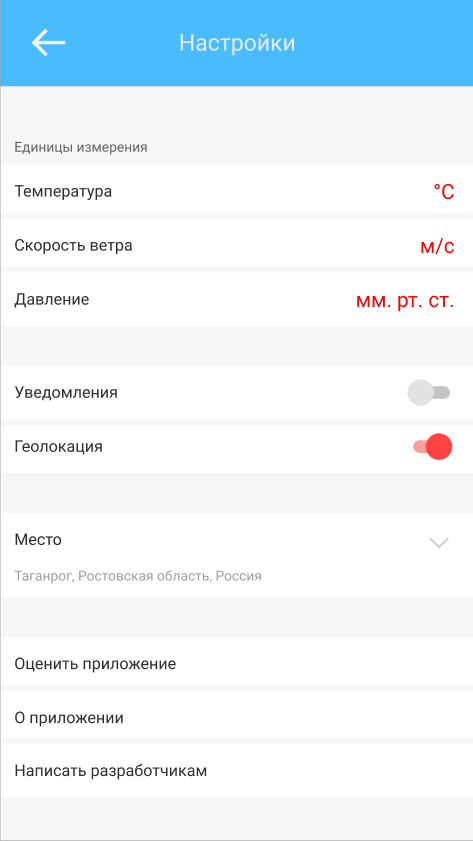 Настройки
Единицы измерения
Температура °C
Скорость ветра м/с
Давление мм. рт. ст.
Уведомления
Геолокация
Место
Таганрог, Ростовская область, Россия
Оценить приложение
О приложении
Написать разработчикам